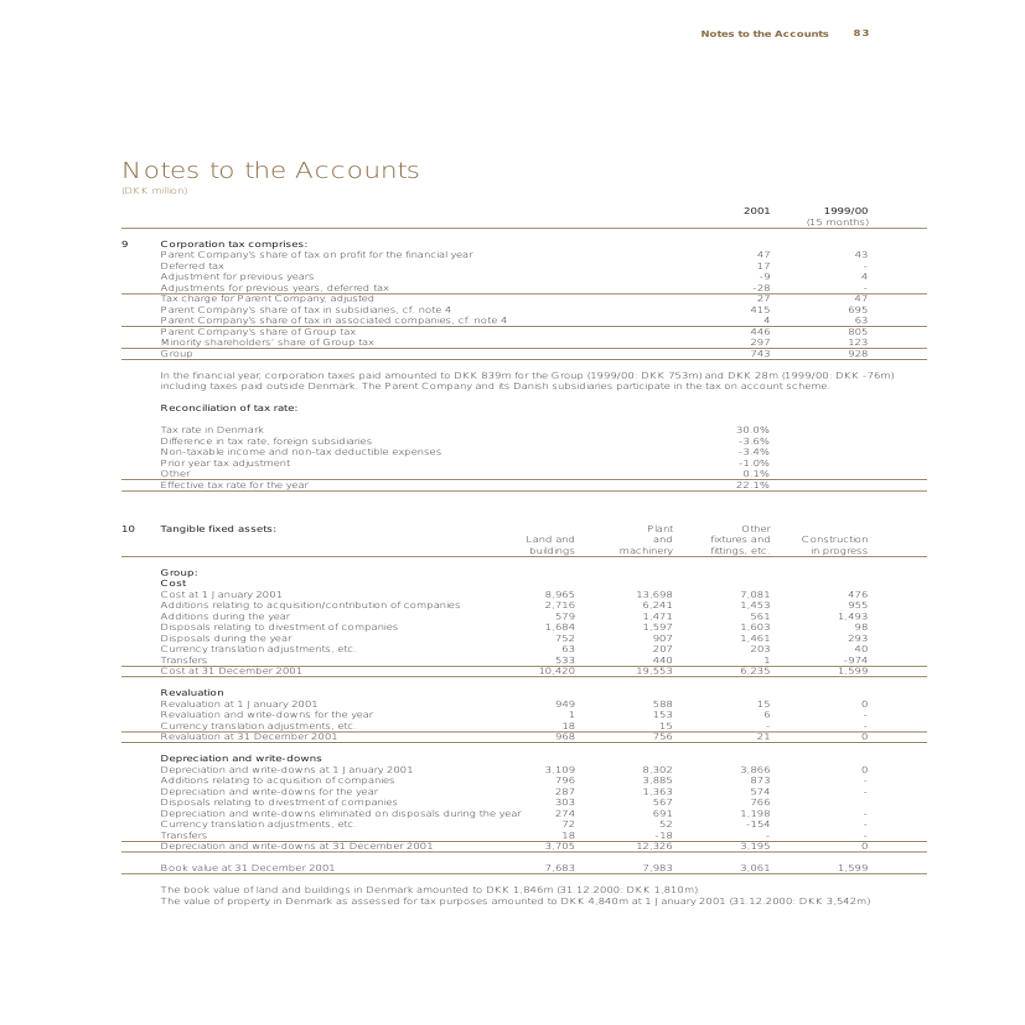 Notes to the Accounts 83
Notes to the Accounts
(DKK million)
2001 1999/00
(15 months)
9 Corporation tax comprises:
Parent Company's share of tax on profit for the financial year 47 43
Deferred tax 17 -
Adjustment for previous years -9 4
Adjustments for previous years, deferred tax -28 -
Tax charge for Parent Company, adjusted 27 47
Parent Company's share of tax in subsidiaries, cf. note 4 415 695
Parent Company's share of tax in associated companies, cf. note 4 4 63
Parent Company's share of Group tax 446 805
Minority shareholders' share of Group tax 297 123
Group 743 928
In the financial year, corporation taxes paid amounted to DKK 839m for the Group (1999/00: DKK 753m) and DKK 28m (1999/00: DKK -76m)
including taxes paid outside Denmark. The Parent Company and its Danish subsidiaries participate in the tax on account scheme.
Reconciliation of tax rate:
Tax rate in Denmark 30.0%
Difference in tax rate, foreign subsidiaries -3.6%
Non-taxable income and non-tax deductible expenses -3.4%
Prior year tax adjustment -1.0%
Other 0.1%
Effective tax rate for the year 22.1%
10 Tangible fixed assets: Plant Other
Land and and fixtures and Construction
buildings machinery fittings, etc. in progress
Group:
Cost
Cost at 1 January 2001 8,965 13,698 7,081 476
Additions relating to acquisition/contribution of companies 2,716 6,241 1,453 955
Additions during the year 579 1,471 561 1,493
Disposals relating to divestment of companies 1,684 1,597 1,603 98
Disposals during the year 752 907 1,461 293
Currency translation adjustments, etc. 63 207 203 40
Transfers 533 440 1 -974
Cost at 31 December 2001 10,420 19,553 6,235 1,599
Revaluation
Revaluation at 1 January 2001 949 588 15 0
Revaluation and write-downs for the year 1 153 6 -
Currency translation adjustments, etc. 18 15 - -
Revaluation at 31 December 2001 968 756 21 0
Depreciation and write-downs
Depreciation and write-downs at 1 January 2001 3,109 8,302 3,866 0
Additions relating to acquisition of companies 796 3,885 873 -
Depreciation and write-downs for the year 287 1,363 574 -
Disposals relating to divestment of companies 303 567 766
Depreciation and write-downs eliminated on disposals during the year 274 691 1,198 -
Currency translation adjustments, etc. 72 52 -154 -
Transfers 18 -18 - -
Depreciation and write-downs at 31 December 2001 3,705 12,326 3,195 0
Book value at 31 December 2001 7,683 7,983 3,061 1,599
The book value of land and buildings in Denmark amounted to DKK 1,846m (31.12.2000: DKK 1,810m)
The value of property in Denmark as assessed for tax purposes amounted to DKK 4,840m at 1 January 2001 (31.12.2000: DKK 3,542m)